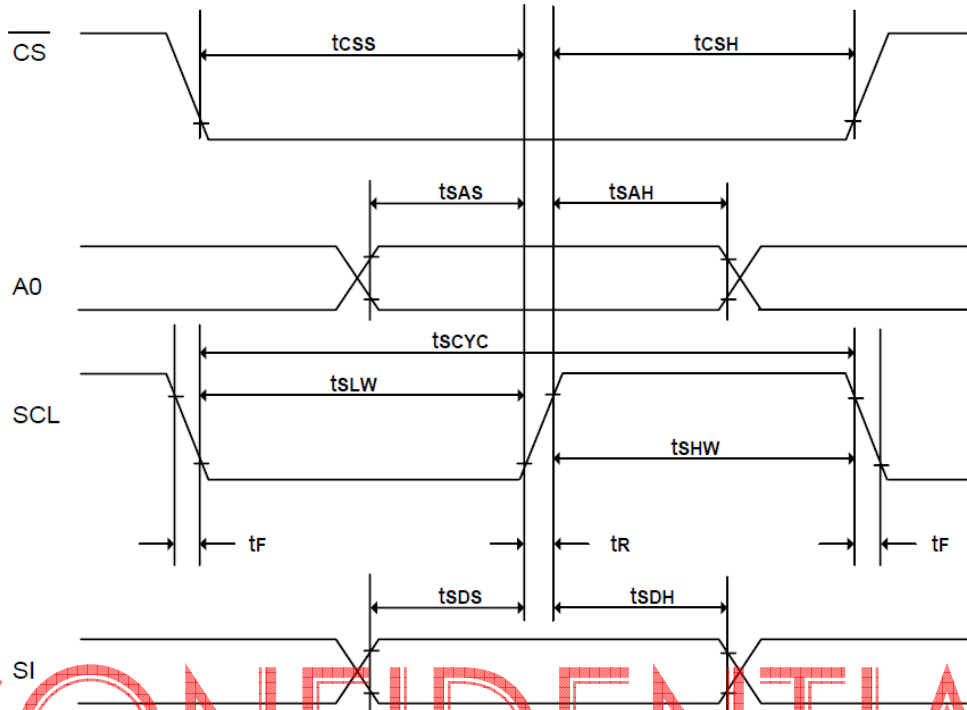 CS
tCSS
tCSH
tSAS
tSAH
A0
tSCYC
tSLW
SCL
tSHW
tF
tR
tF
tSDS
tSDH
SI